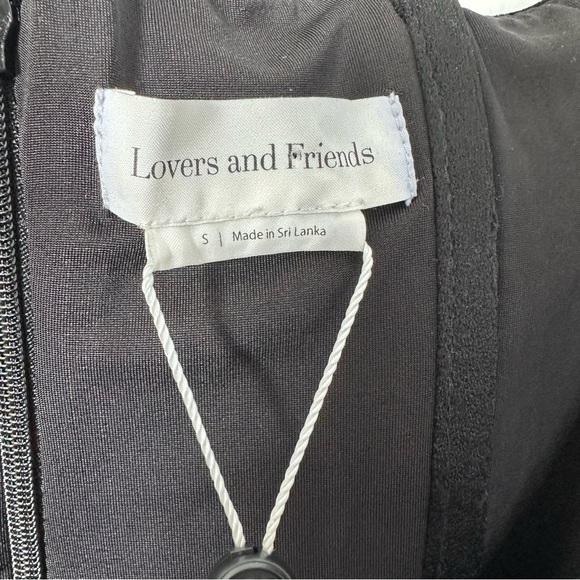 Lovers and Friends
S | Made in Sri Lanka